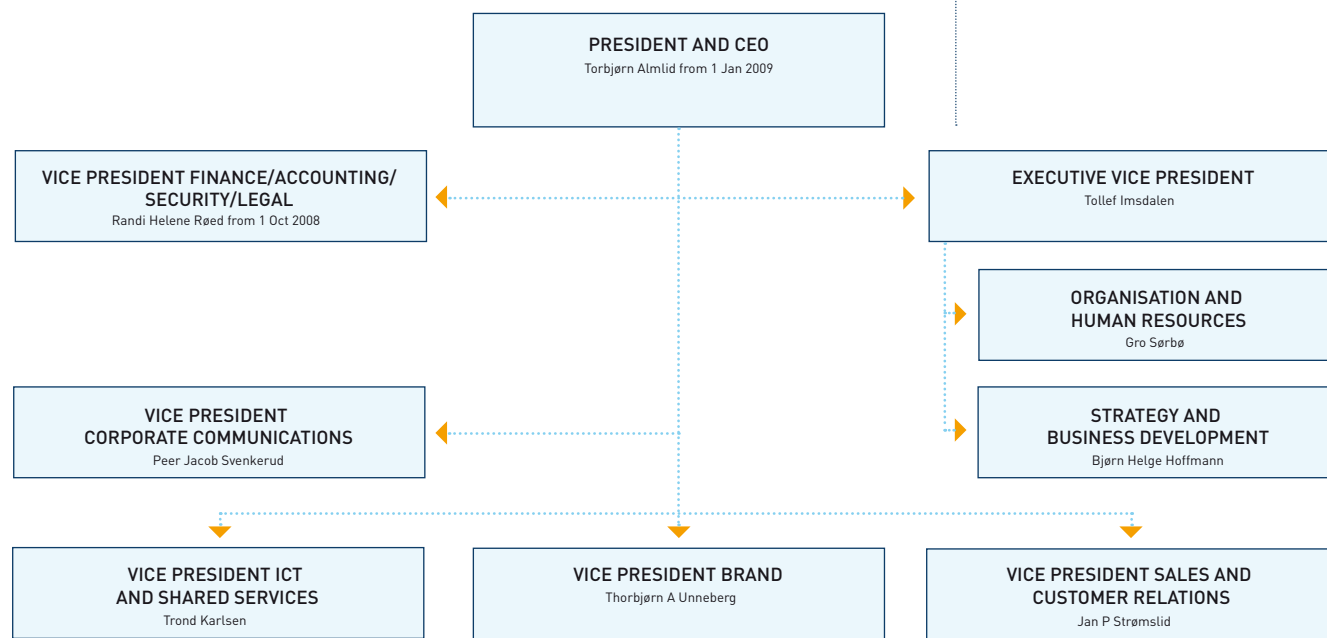 PRESIDENT AND CEO
Torbjørn Almlid from 1 Jan 2009
VICE PRESIDENT FINANCE/ACCOUNTING/
SECURITY/LEGAL
Randi Helene Røed from 1 Oct 2008
EXECUTIVE VICE PRESIDENT
Tollef Imsdalen
ORGANISATION AND
HUMAN RESOURCES
Gro Sørbø
VICE PRESIDENT
CORPORATE COMMUNICATIONS
Peer Jacob Svenkerud
STRATEGY AND
BUSINESS DEVELOPMENT
Bjørn Helge Hoffmann
VICE PRESIDENT ICT
AND SHARED SERVICES
Trond Karlsen
VICE PRESIDENT BRAND
Thorbjørn A Unneberg
VICE PRESIDENT SALES AND
CUSTOMER RELATIONS
Jan P Strømslid